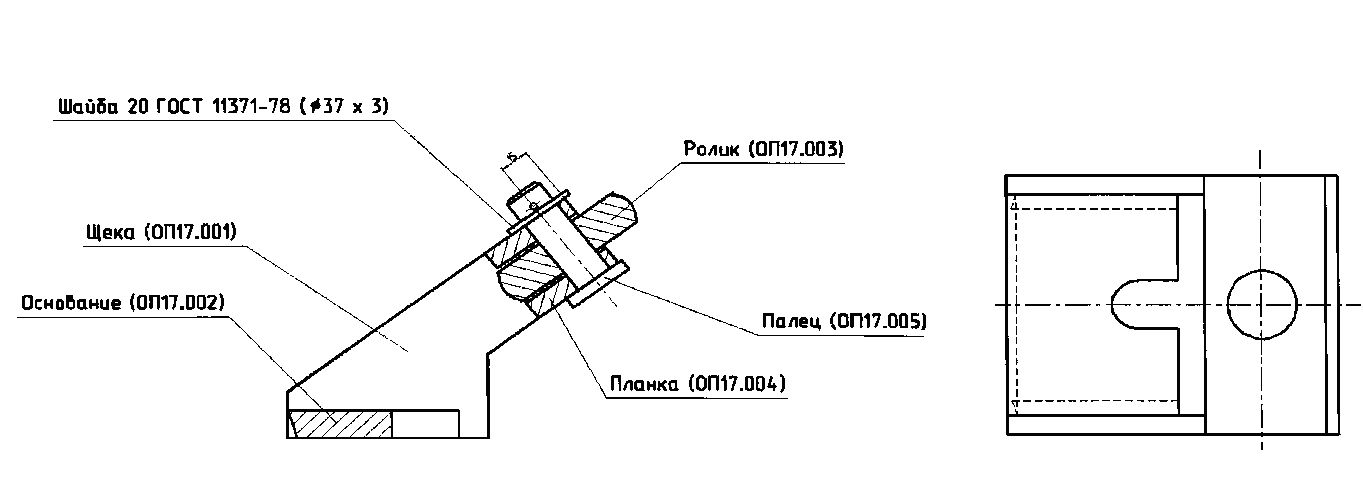 Шайба 20 ГОСТ 11371-78 (⌀37 х 3)
Ролик (ОП17.003)
Щека (ОП17.001)
Основание (ОП17.002)
Палец (ОП17.005)
Планка (ОП17.004)